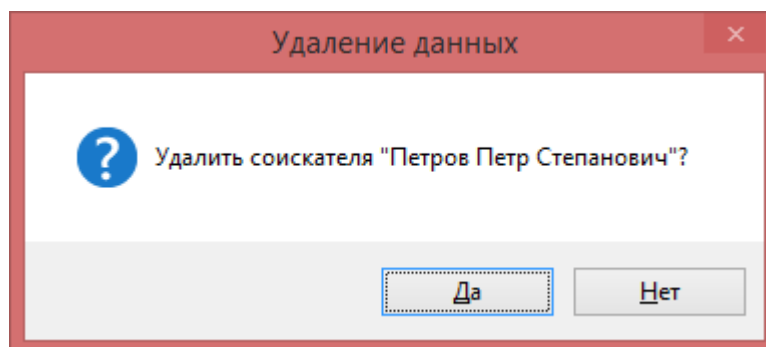 Удаление данных
Удалить соискателя "Петров Петр Степанович"?
Да
Нет